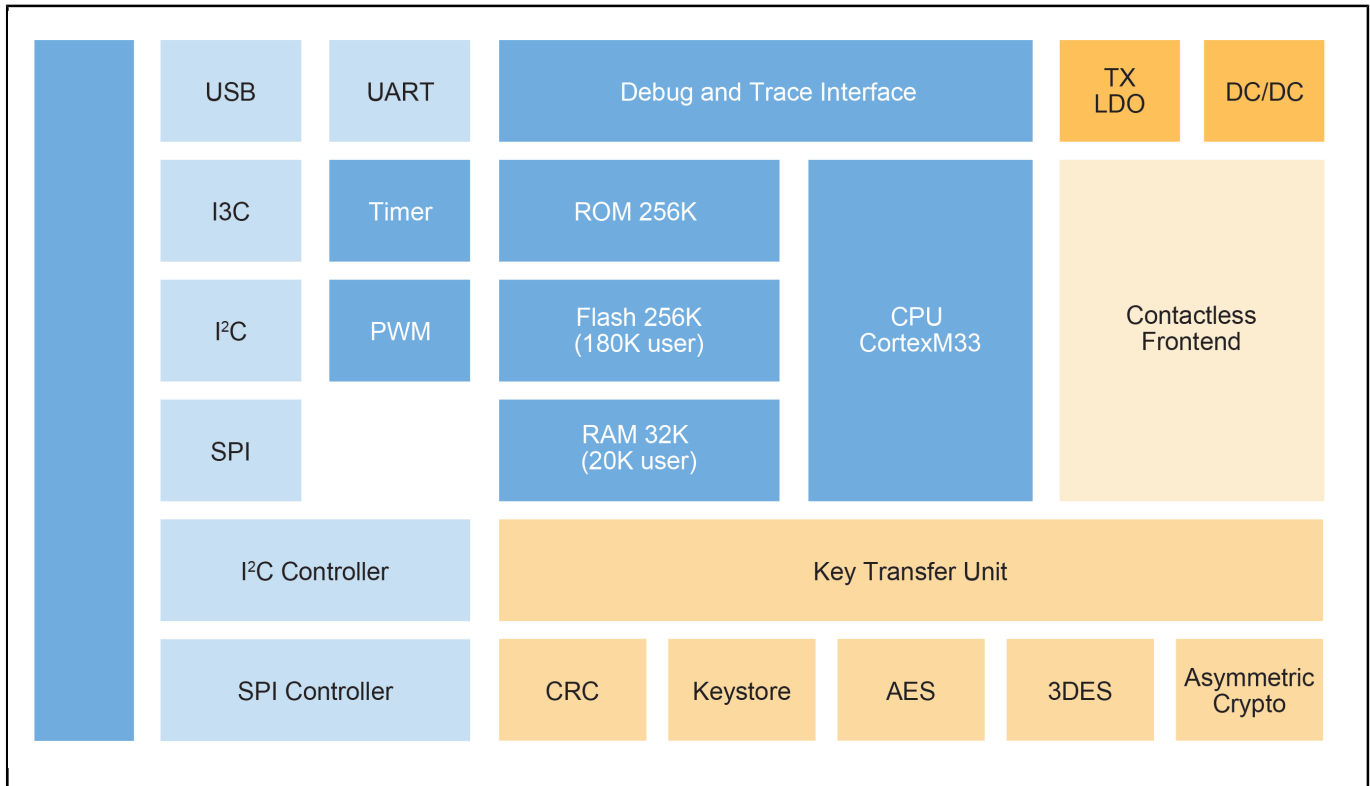 USB
UART
Debug and Trace Interface
TX
LDO
DC/DC
I3C
Timer
ROM 256K
I²C
PWM
Flash 256K
(180K user)
CPU
CortexM33
Contactless
Frontend
SPI
RAM 32K
(20K user)
I²C Controller
Key Transfer Unit
SPI Controller
CRC
Keystore
AES
3DES
Asymmetric
Crypto